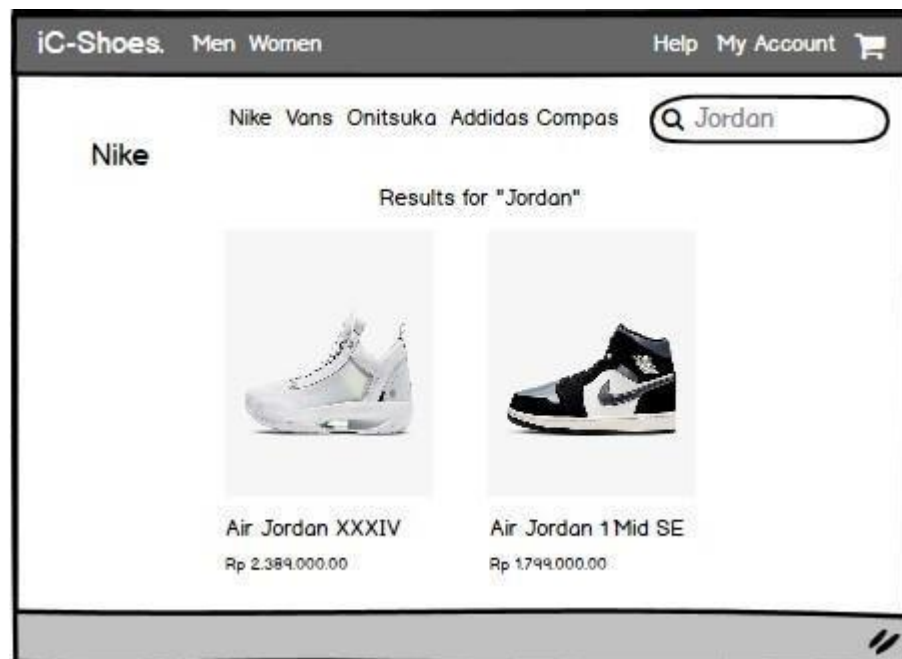 iC-Shoes. Men Women Help My Account
Nike Vans Onitsuka Addidas Compas Jordan
Nike
Results for "Jordan"
Air Jordan XXXIV Air Jordan 1 Mid SE
Rp 2.389.000.00 Rp 1.799.000.00